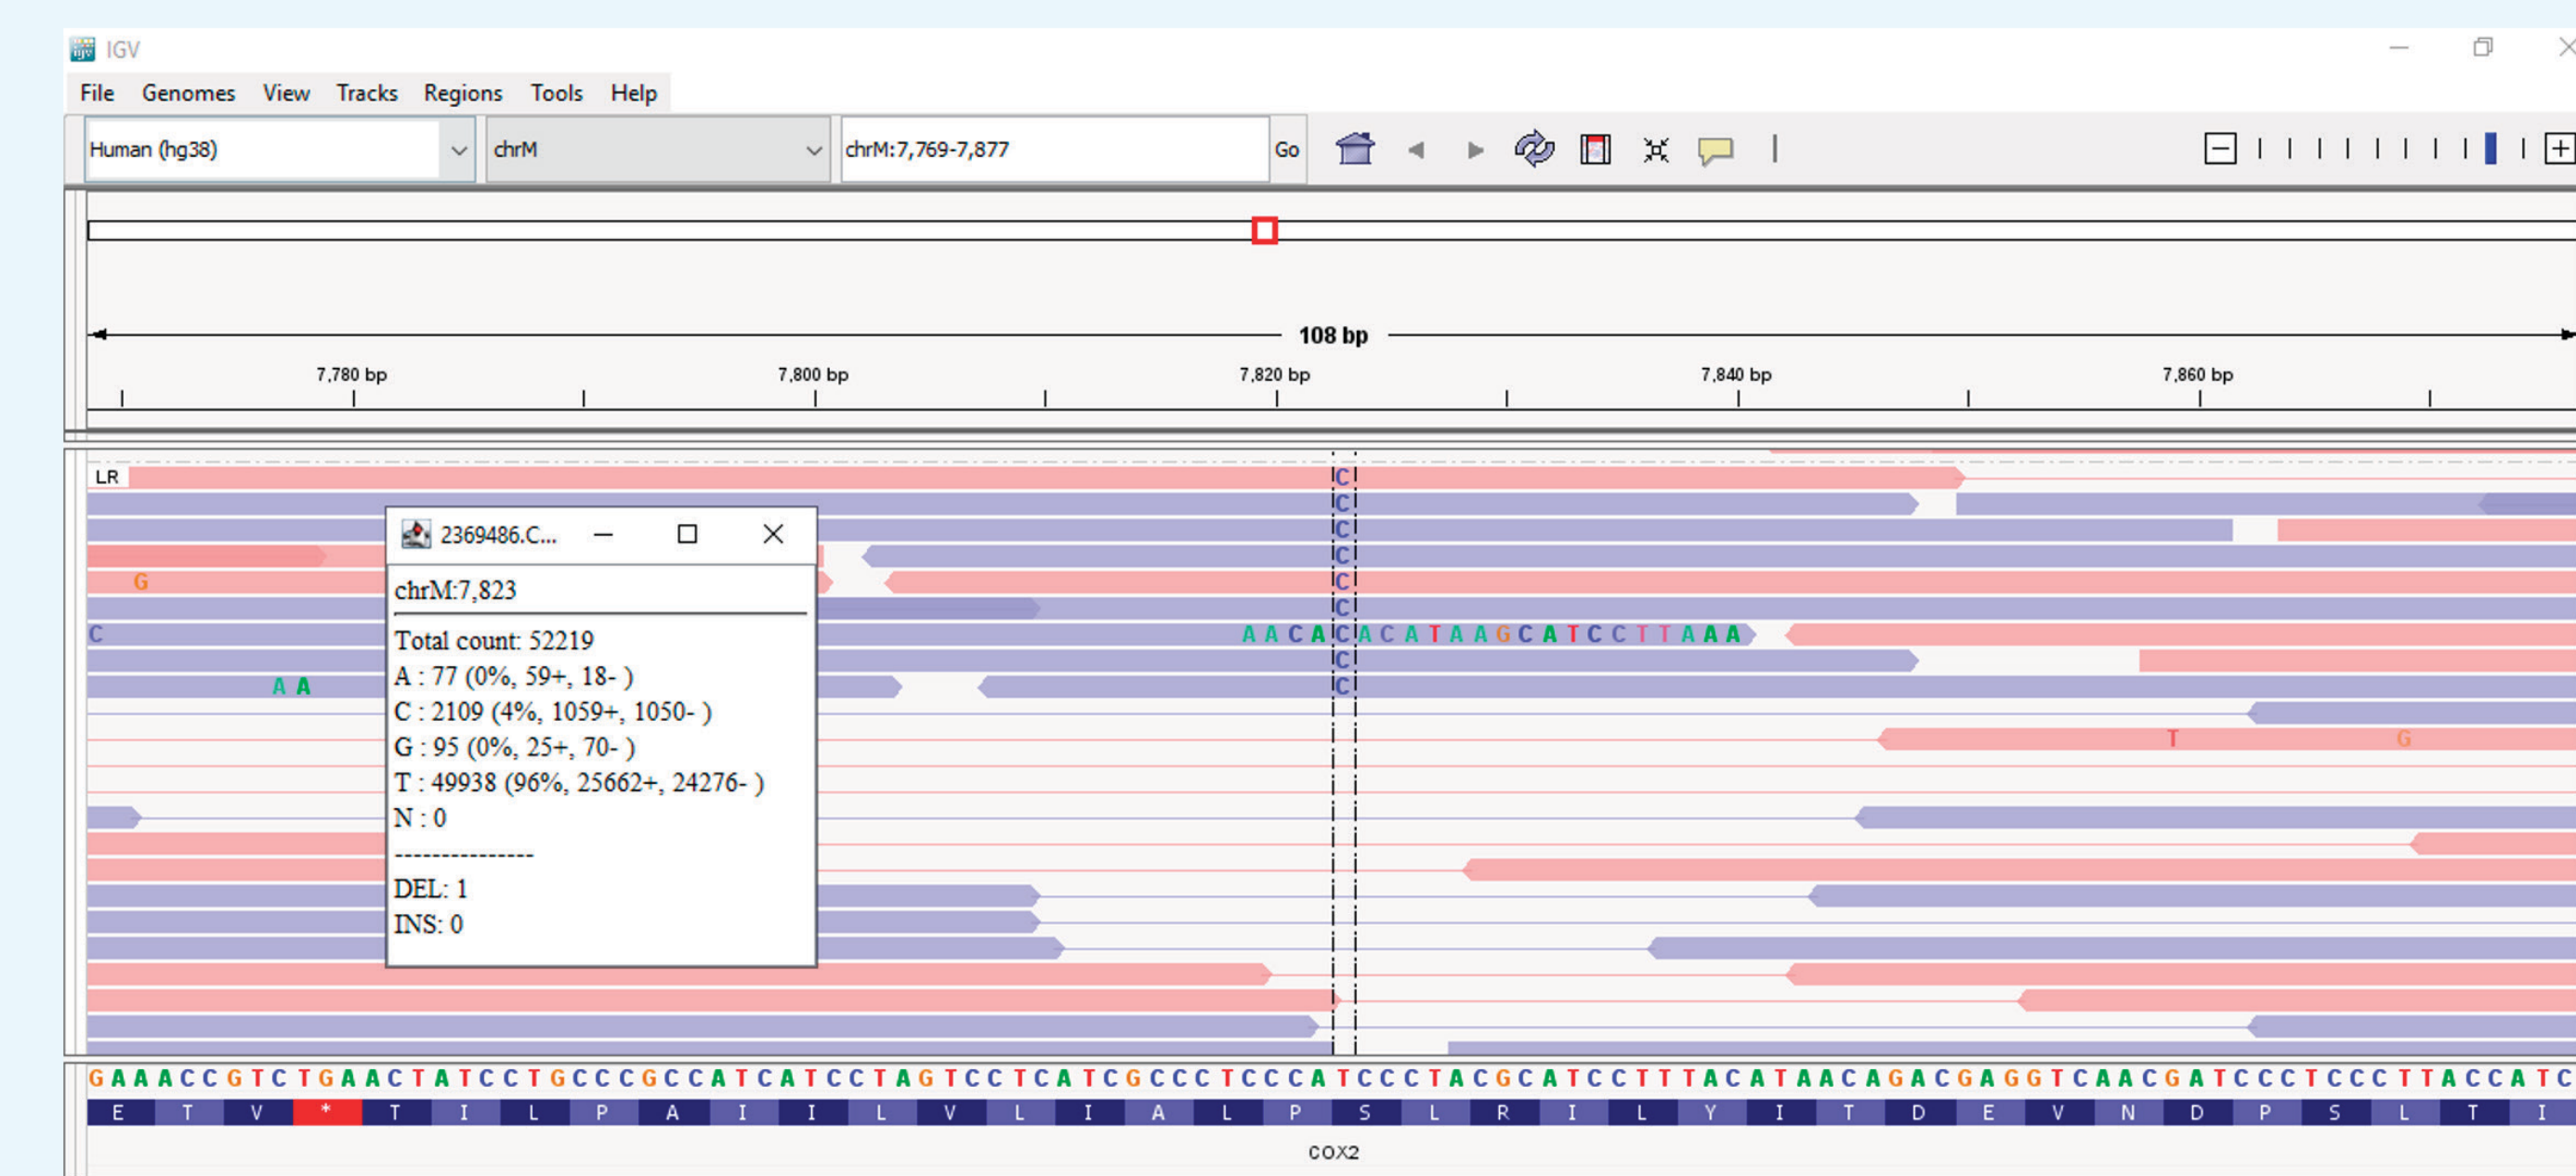 IGV
File Genomes View Tracks Regions Tools Help
Human (hg38) chrM chrM:7,769-7,877 Go
108 bp
7,780 bp 7,800 bp 7,820 bp 7,840 bp 7,860 bp
LR C
C
C
C
G C
C
C A A C A C A C A T A A G C A T C C T T A A A
C
A A C
T G
2369486.C...
chrM:7,823
Total count: 52219
A : 77 (0%, 59+, 18- )
C : 2109 (4%, 1059+, 1050- )
G : 95 (0%, 25+, 70- )
T : 49938 (96%, 25662+, 24276- )
N : 0
---------------
DEL: 1
INS: 0
G A A A C C G T C T G A A C T A T C C T G C C C G C C A T C A T C C T A G T C C T C A T C G C C C T C C C A T C C C T A C G C A T C C T T T A C A T A A C A G A C G A G G T C A A C G A T C C C T C C C T T A C C A T C
E T V * T I L P A I I L V L I A L P S L R I L Y I T D E V N D P S L T I
COX2